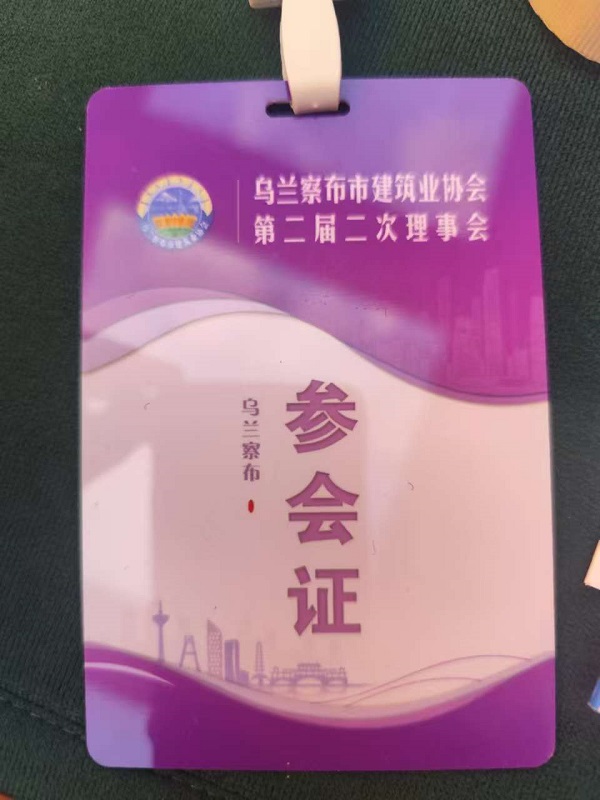 乌兰察布市建筑业协会
第二届二次理事会
参会证
乌兰察布